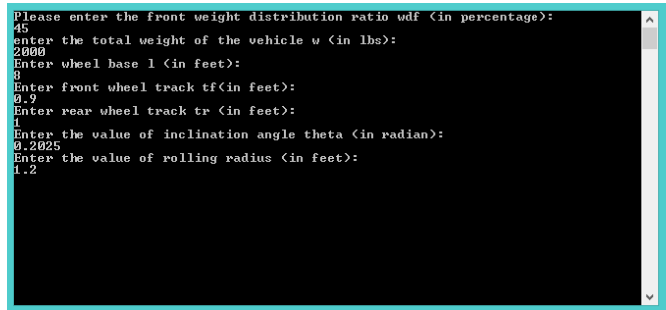 Please enter the front weight distribution ratio wdf (in percentage):
45
enter the total weight of the vehicle w (in lbs):
2000
Enter wheel base l (in feet):
8
Enter front wheel track tf(in feet):
0.9
Enter rear wheel track tr (in feet):
1
Enter the value of inclination angle theta (in radian):
0.2025
Enter the value of rolling radius (in feet):
1.2